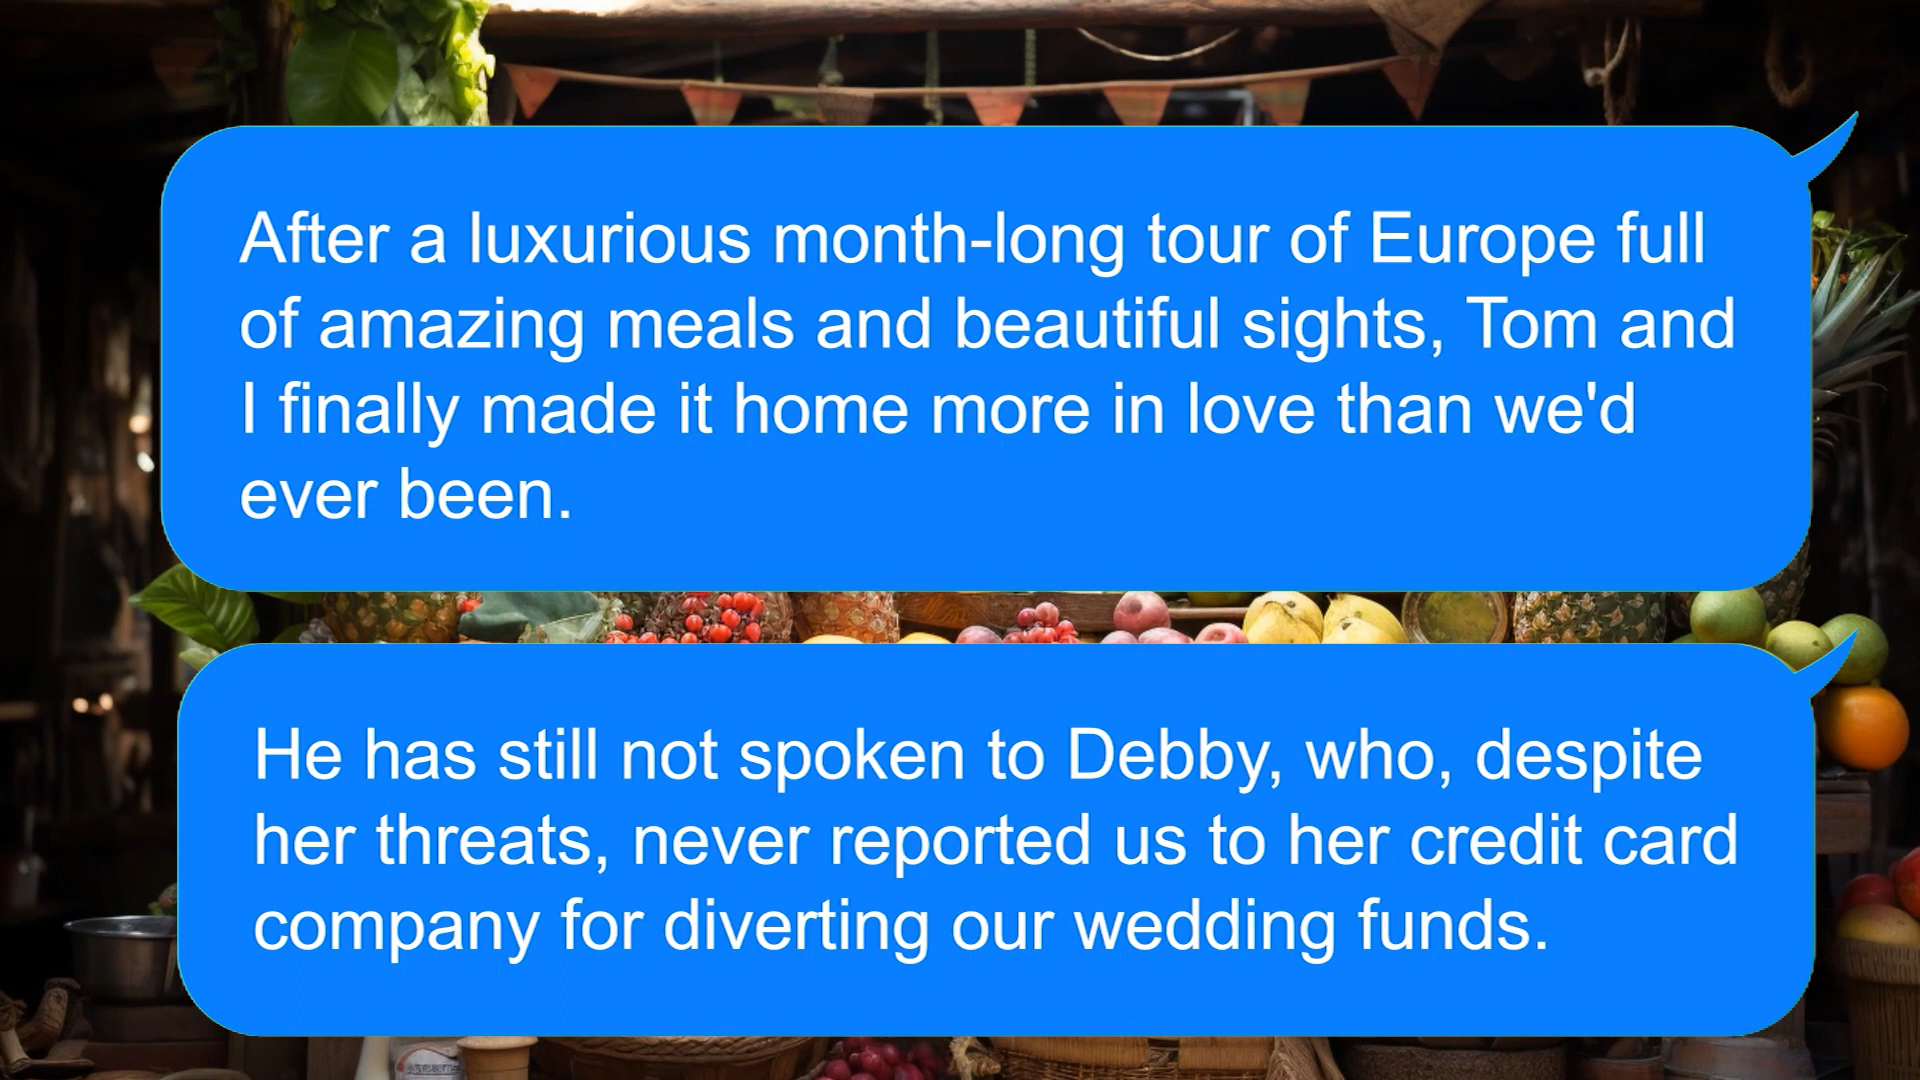 After a luxurious month-long tour of Europe full
of amazing meals and beautiful sights, Tom and
I finally made it home more in love than we'd
ever been.
He has still not spoken to Debby, who, despite
her threats, never reported us to her credit card
company for diverting our wedding funds.